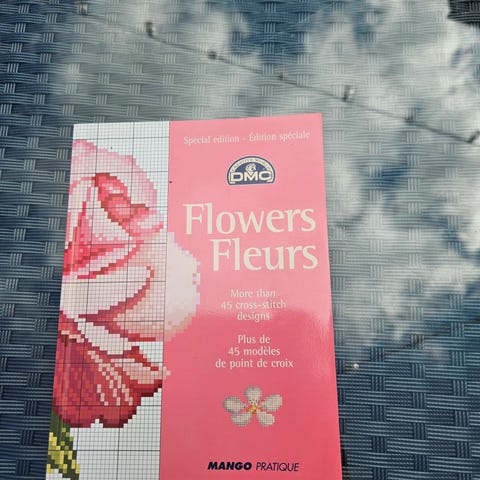 Special edition - Édition spéciale
DMC
Flowers
Fleurs
More than
45 cross-stitch
designs
Plus de
45 modèles
de point de croix
MANGO PRATIQUE